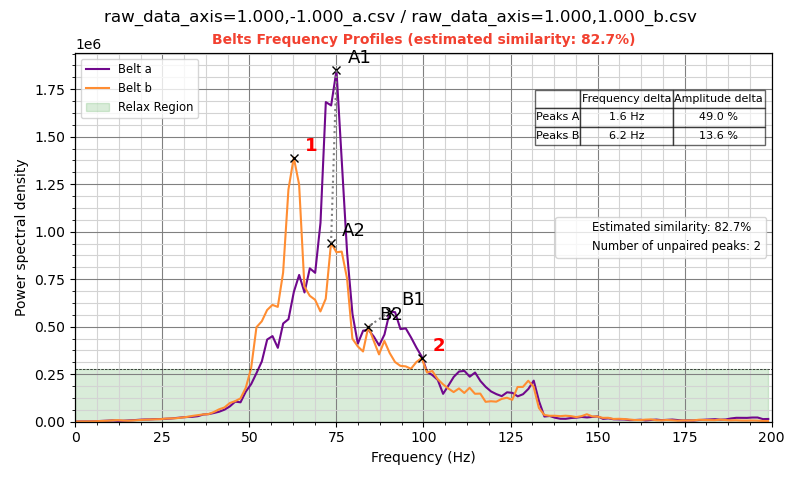 raw_data_axis=1.000,-1.000_a.csv / raw_data_axis=1.000,1.000_b.csv
Belts Frequency Profiles (estimated similarity: 82.7%)
1e6
A1
Belt a
Belt b
Relax Region
Frequency delta Amplitude delta
Peaks A 1.6 Hz 49.0 %
Peaks B 6.2 Hz 13.6 %
1
A2
Estimated similarity: 82.7%
Number of unpaired peaks: 2
B1
B2
2
1.75
1.50
1.25
1.00
0.75
0.50
0.25
0.00
Power spectral density
0 25 50 75 100 125 150 175 200
Frequency (Hz)